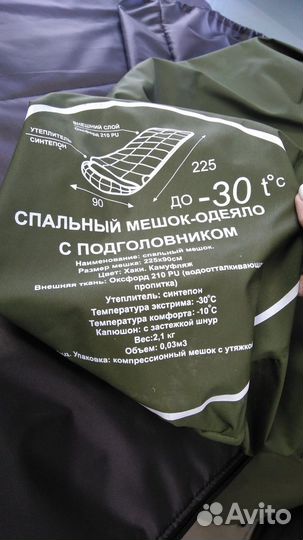 ВНЕШНИЙ СЛОЙ
Оксфорд 210 PU
УТЕПЛИТЕЛЬ
СИНТЕПОН
225
90
ДО -30 t°C
СПАЛЬНЫЙ МЕШОК-ОДЕЯЛО
С ПОДГОЛОВНИКОМ
Наименование: спальный мешок.
Размер мешка: 225х90см
Цвет: Хаки. Камуфляж
Внешняя ткань: Оксфорд 210 PU (водоотталкивающа
пропитка)
Утеплитель: синтепон
Температура экстрима: -30°С
Температура комфорта: -10°С
Капюшон: с застежкой шнур
Вес:2,1 кг
Объем: 0,03м3
Упаковка: компрессионный мешок с утяжко
Avito